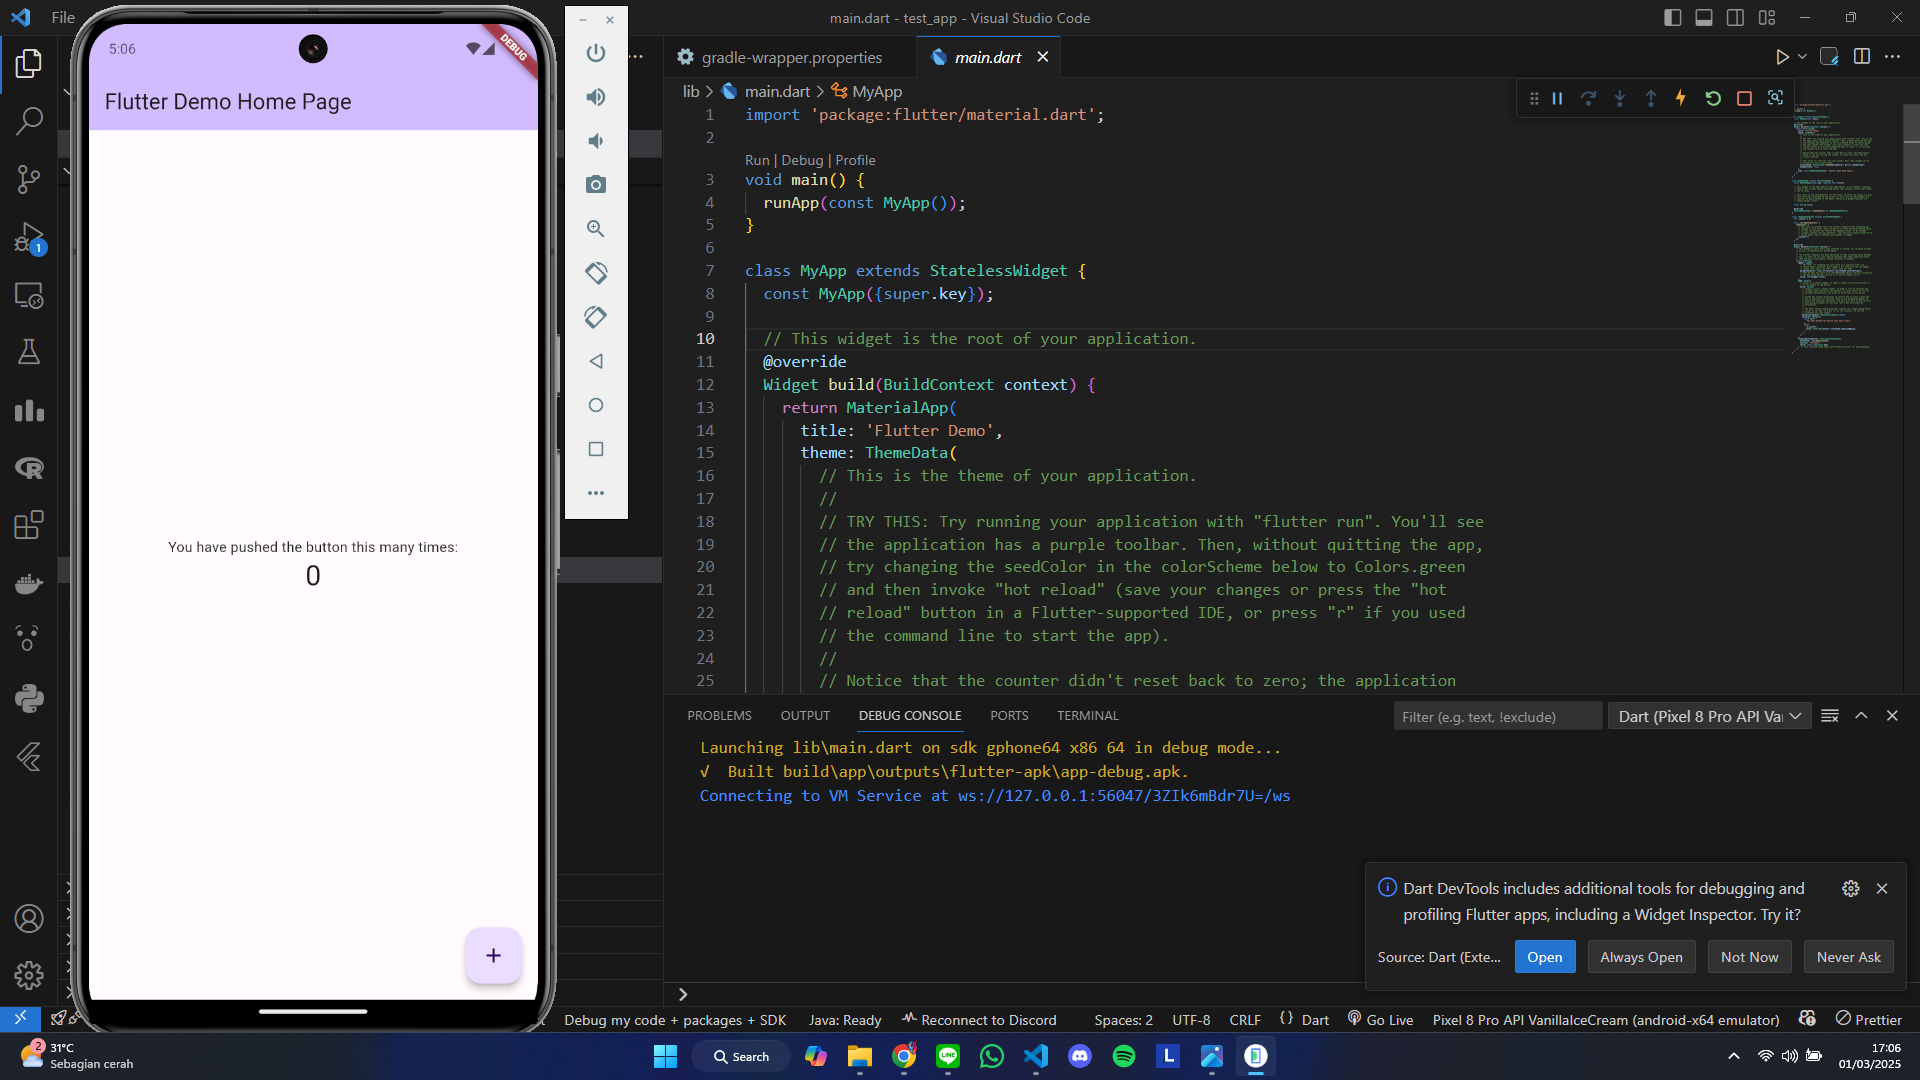 File
main.dart - test_app - Visual Studio Code
5:06
DEBUG
Flutter Demo Home Page
You have pushed the button this many times:
0
+
1
gradle-wrapper.properties
main.dart
lib > main.dart > MyApp
1 import 'package:flutter/material.dart';
2
Run | Debug | Profile
3 void main() {
4 runApp(const MyApp());
5 }
6
7 class MyApp extends StatelessWidget {
8 const MyApp({super.key});
9
10 // This widget is the root of your application.
11 @override
12 Widget build(BuildContext context) {
13 return MaterialApp(
14 title: 'Flutter Demo',
15 theme: ThemeData(
16 // This is the theme of your application.
17 //
18 // TRY THIS: Try running your application with "flutter run". You'll see
19 // the application has a purple toolbar. Then, without quitting the app,
20 // try changing the seedColor in the colorScheme below to Colors.green
21 // and then invoke "hot reload" (save your changes or press the "hot
22 // reload" button in a Flutter-supported IDE, or press "r" if you used
23 // the command line to start the app).
24 //
25 // Notice that the counter didn't reset back to zero; the application
PROBLEMS OUTPUT DEBUG CONSOLE PORTS TERMINAL
Filter (e.g. text, !exclude)
Dart (Pixel 8 Pro API Va
Launching lib\main.dart on sdk gphone64 x86 64 in debug mode...
√ Built build\app\outputs\flutter-apk\app-debug.apk.
Connecting to VM Service at ws://127.0.0.1:56047/3ZIk6mBdr7U=/ws
Dart DevTools includes additional tools for debugging and
profiling Flutter apps, including a Widget Inspector. Try it?
Source: Dart (Exte...
Open
Always Open
Not Now
Never Ask
Debug my code + packages + SDK
Java: Ready
Reconnect to Discord
Spaces: 2
UTF-8
CRLF
{} Dart
Go Live
Pixel 8 Pro API VanillaIceCream (android-x64 emulator)
Prettier
2
31°C
Sebagian cerah
Search
LINE
L
17:06
01/03/2025